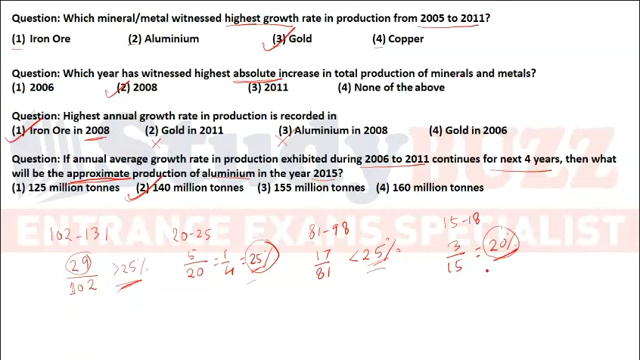 Question: Which mineral/metal witnessed highest growth rate in production from 2005 to 2011?
(1) Iron Ore (2) Aluminium (3) Gold (4) Copper
Question: Which year has witnessed highest absolute increase in total production of minerals and metals?
(1) 2006 (2) 2008 (3) 2011 (4) None of the above
Question: Highest annual growth rate in production is recorded in
(1) Iron Ore in 2008 (2) Gold in 2011 (3) Aluminium in 2008 (4) Gold in 2006
Question: If annual average growth rate in production exhibited during 2006 to 2011 continues for next 4 years, then what
will be the approximate production of aluminium in the year 2015?
(1) 125 million tonnes (2) 140 million tonnes (3) 155 million tonnes (4) 160 million tonnes
StudyBUZZ
ENTRANCE EXAMS SPECIALIST
102-131 20-25 81-98 15-18
29/102 >25% 5/20 = 1/4 = 25% 17/81 <25% 3/15 = 20%